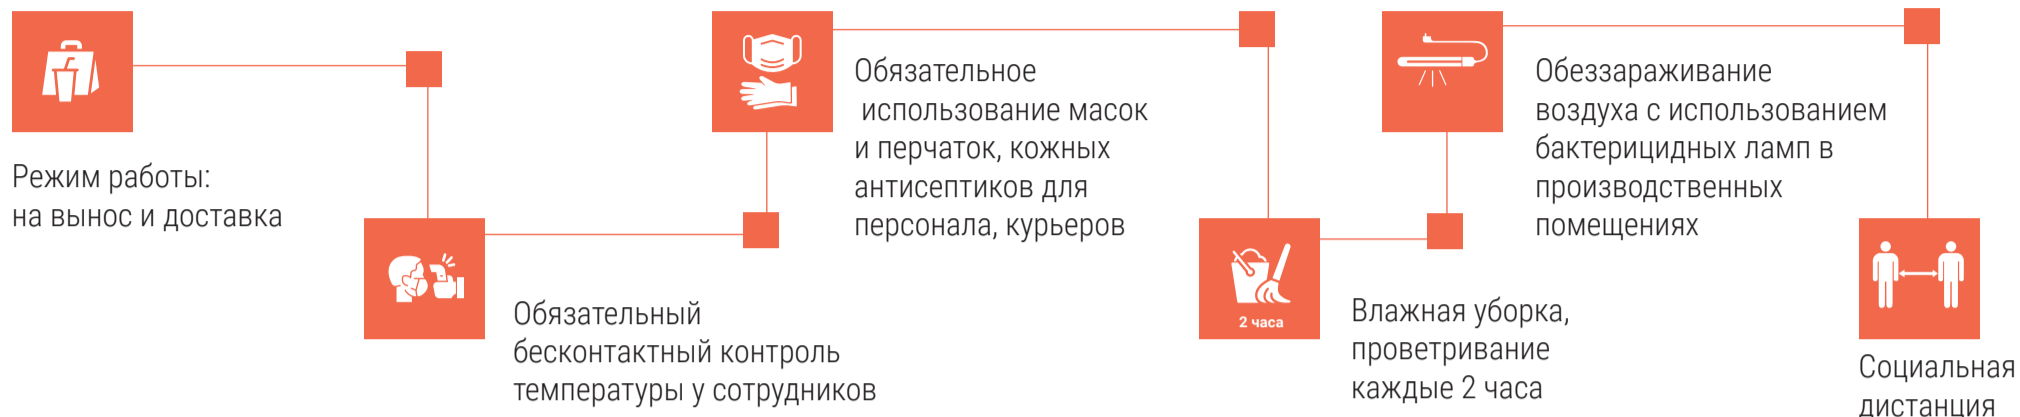 Режим работы:
на вынос и доставка
Обязательный
бесконтактный контроль
температуры у сотрудников
Обязательное
использование масок
и перчаток, кожных
антисептиков для
персонала, курьеров
2 часа
Влажная уборка,
проветривание
каждые 2 часа
Обеззараживание
воздуха с использованием
бактерицидных ламп в
производственных
помещениях
Социальная
дистанция